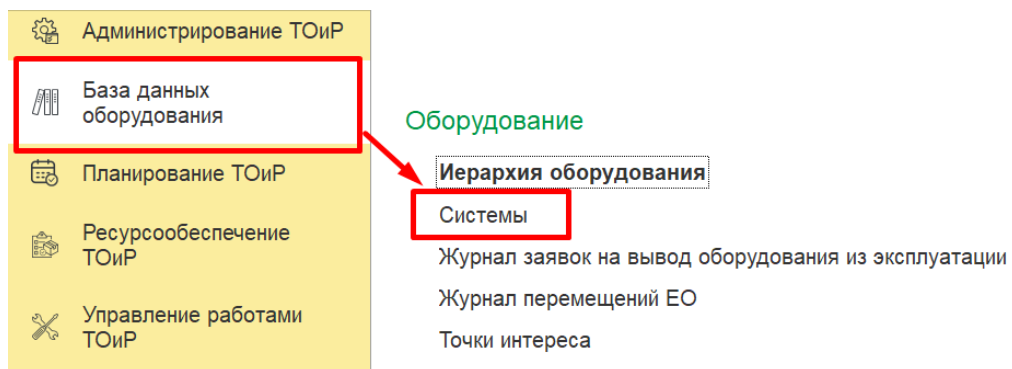 Администрирование ТОиР
База данных
оборудования
Планирование ТОиР
Ресурсообеспечение
ТОиР
Управление работами
ТОиР
Оборудование
Иерархия оборудования
Системы
Журнал заявок на вывод оборудования из эксплуатации
Журнал перемещений ЕО
Точки интереса